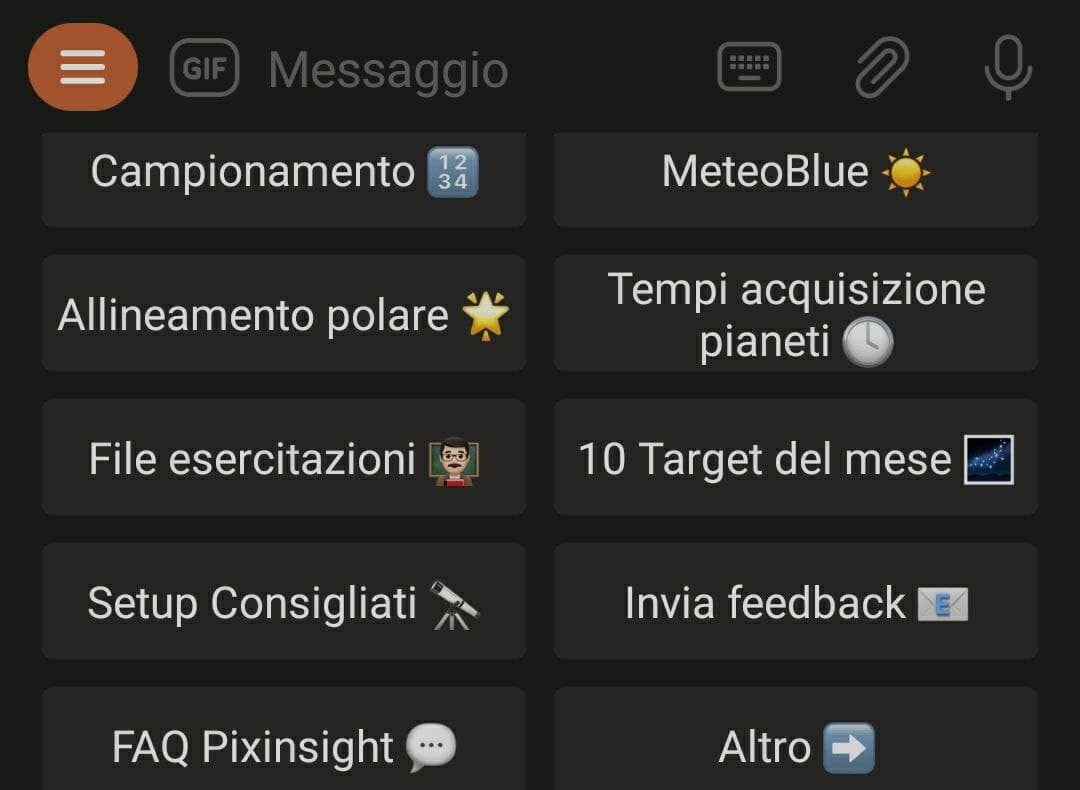 GIF Messaggio
Campionamento 🔢
MeteoBlue ☀️
Allineamento polare 🌟
Tempi acquisizione
pianeti 🕓
File esercitazioni 👨🏻‍🏫
10 Target del mese 🌌
Setup Consigliati 🔭
Invia feedback 📧
FAQ Pixinsight 💬
Altro ➡️